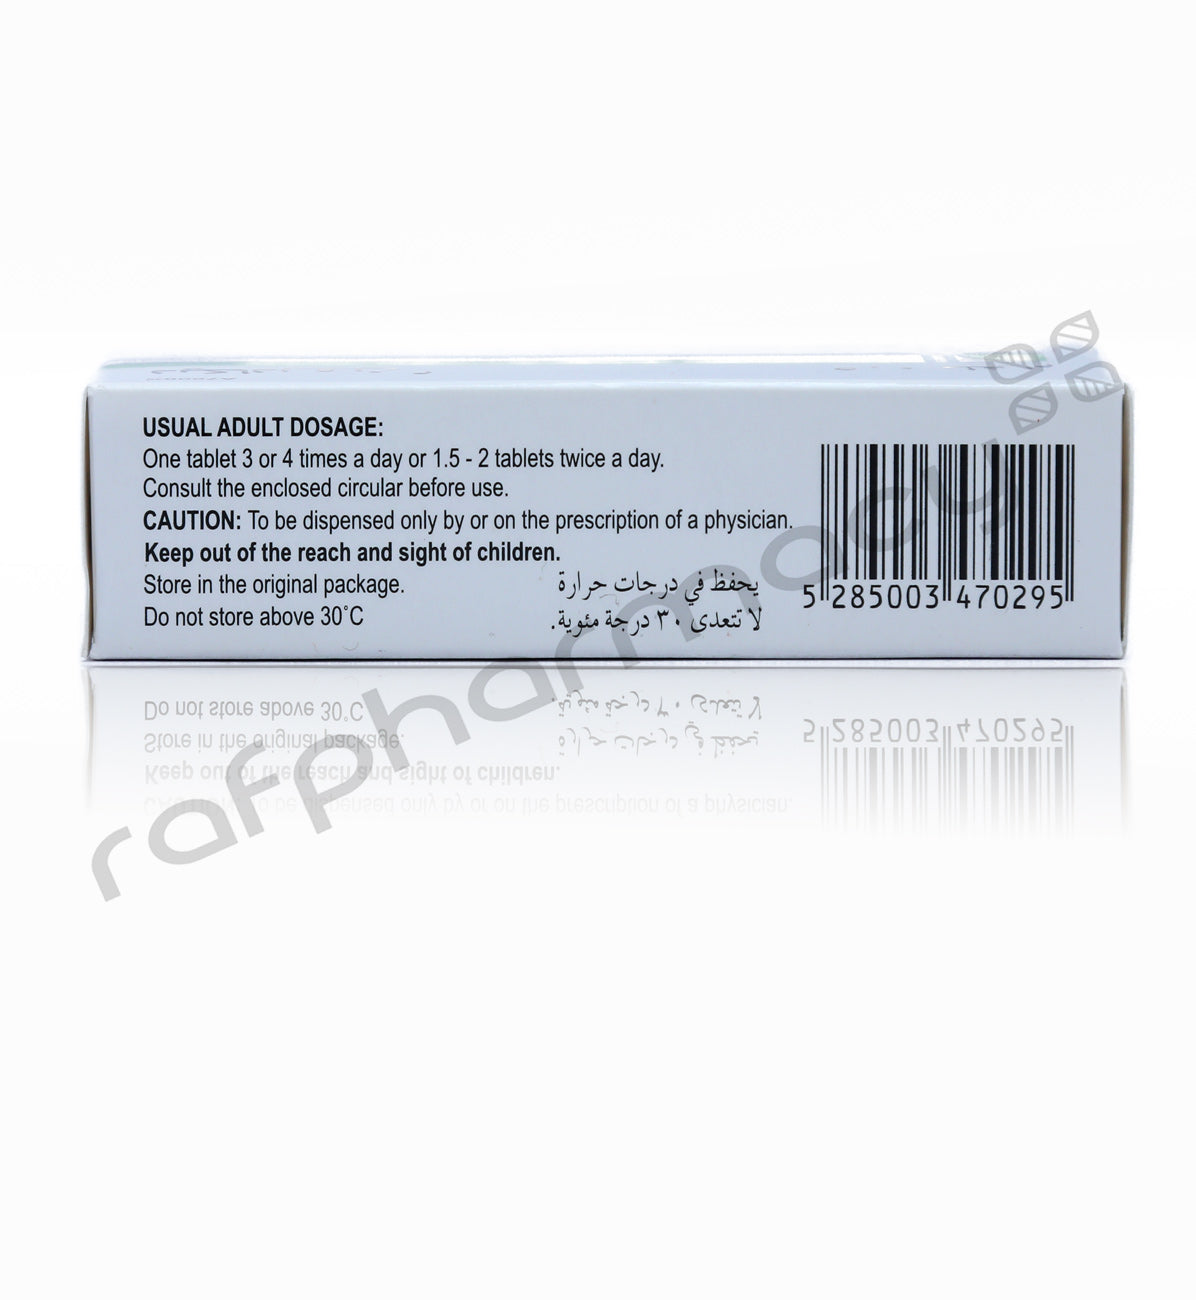 USUAL ADULT DOSAGE:
One tablet 3 or 4 times a day or 1.5 - 2 tablets twice a day.
Consult the enclosed circular before use.
CAUTION: To be dispensed only by or on the prescription of a physician.
Keep out of the reach and sight of children.
Store in the original package.
Do not store above 30°C
يحفظ في درجات حرارة
لا تتعدى ٣٠ درجة مئوية.
5 285003 470295
rafpharmacy